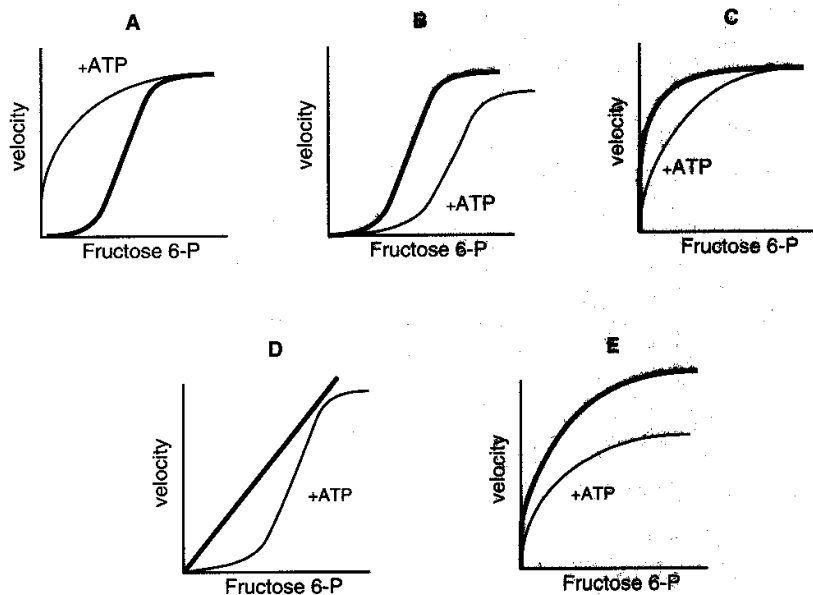 A
+ATP
velocity
Fructose 6-P
B
velocity
+ATP
Fructose 6-P
C
velocity
+ATP
Fructose 6-P
D
velocity
+ATP
Fructose 6-P
E
velocity
+ATP
Fructose 6-P